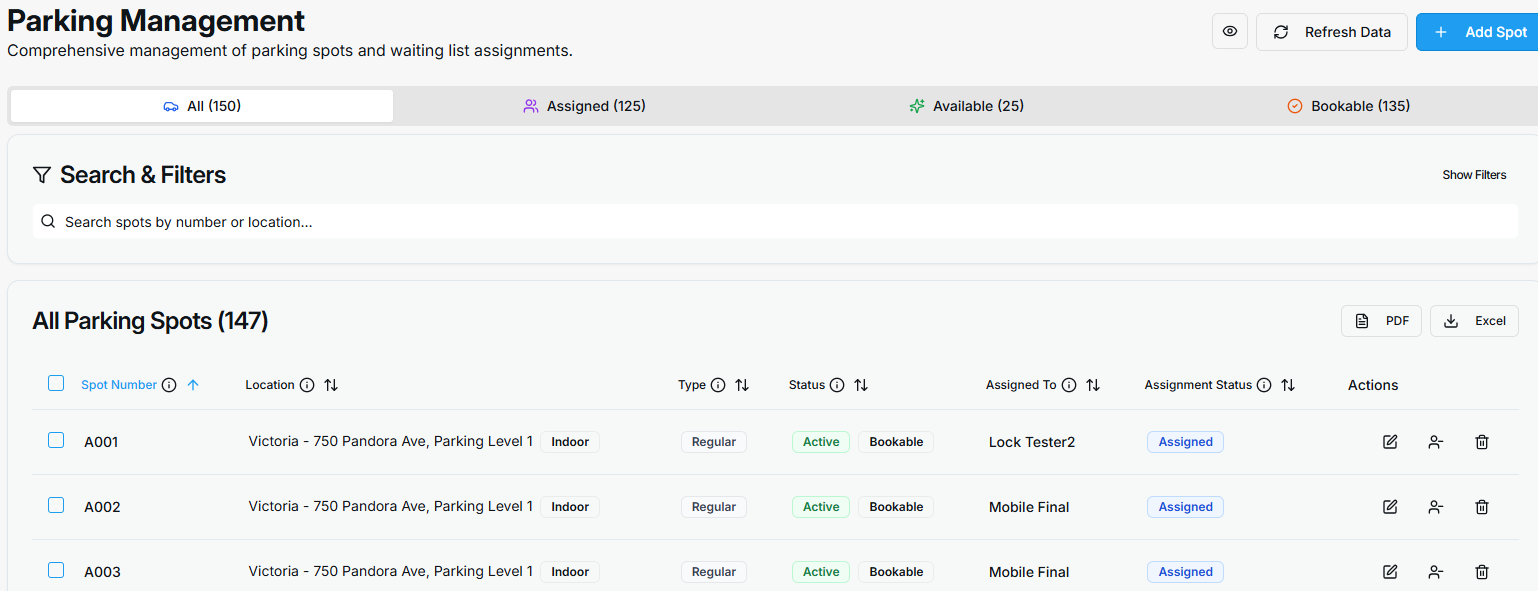 Parking Management
Comprehensive management of parking spots and waiting list assignments.
Refresh Data
Add Spot
All (150) Assigned (125) Available (25) Bookable (135)
Search & Filters
Show Filters
Search spots by number or location...
All Parking Spots (147)
PDF Excel
Spot Number Location Type Status Assigned To Assignment Status Actions
A001 Victoria - 750 Pandora Ave, Parking Level 1 Indoor Regular Active Bookable Lock Tester2 Assigned
A002 Victoria - 750 Pandora Ave, Parking Level 1 Indoor Regular Active Bookable Mobile Final Assigned
A003 Victoria - 750 Pandora Ave, Parking Level 1 Indoor Regular Active Bookable Mobile Final Assigned